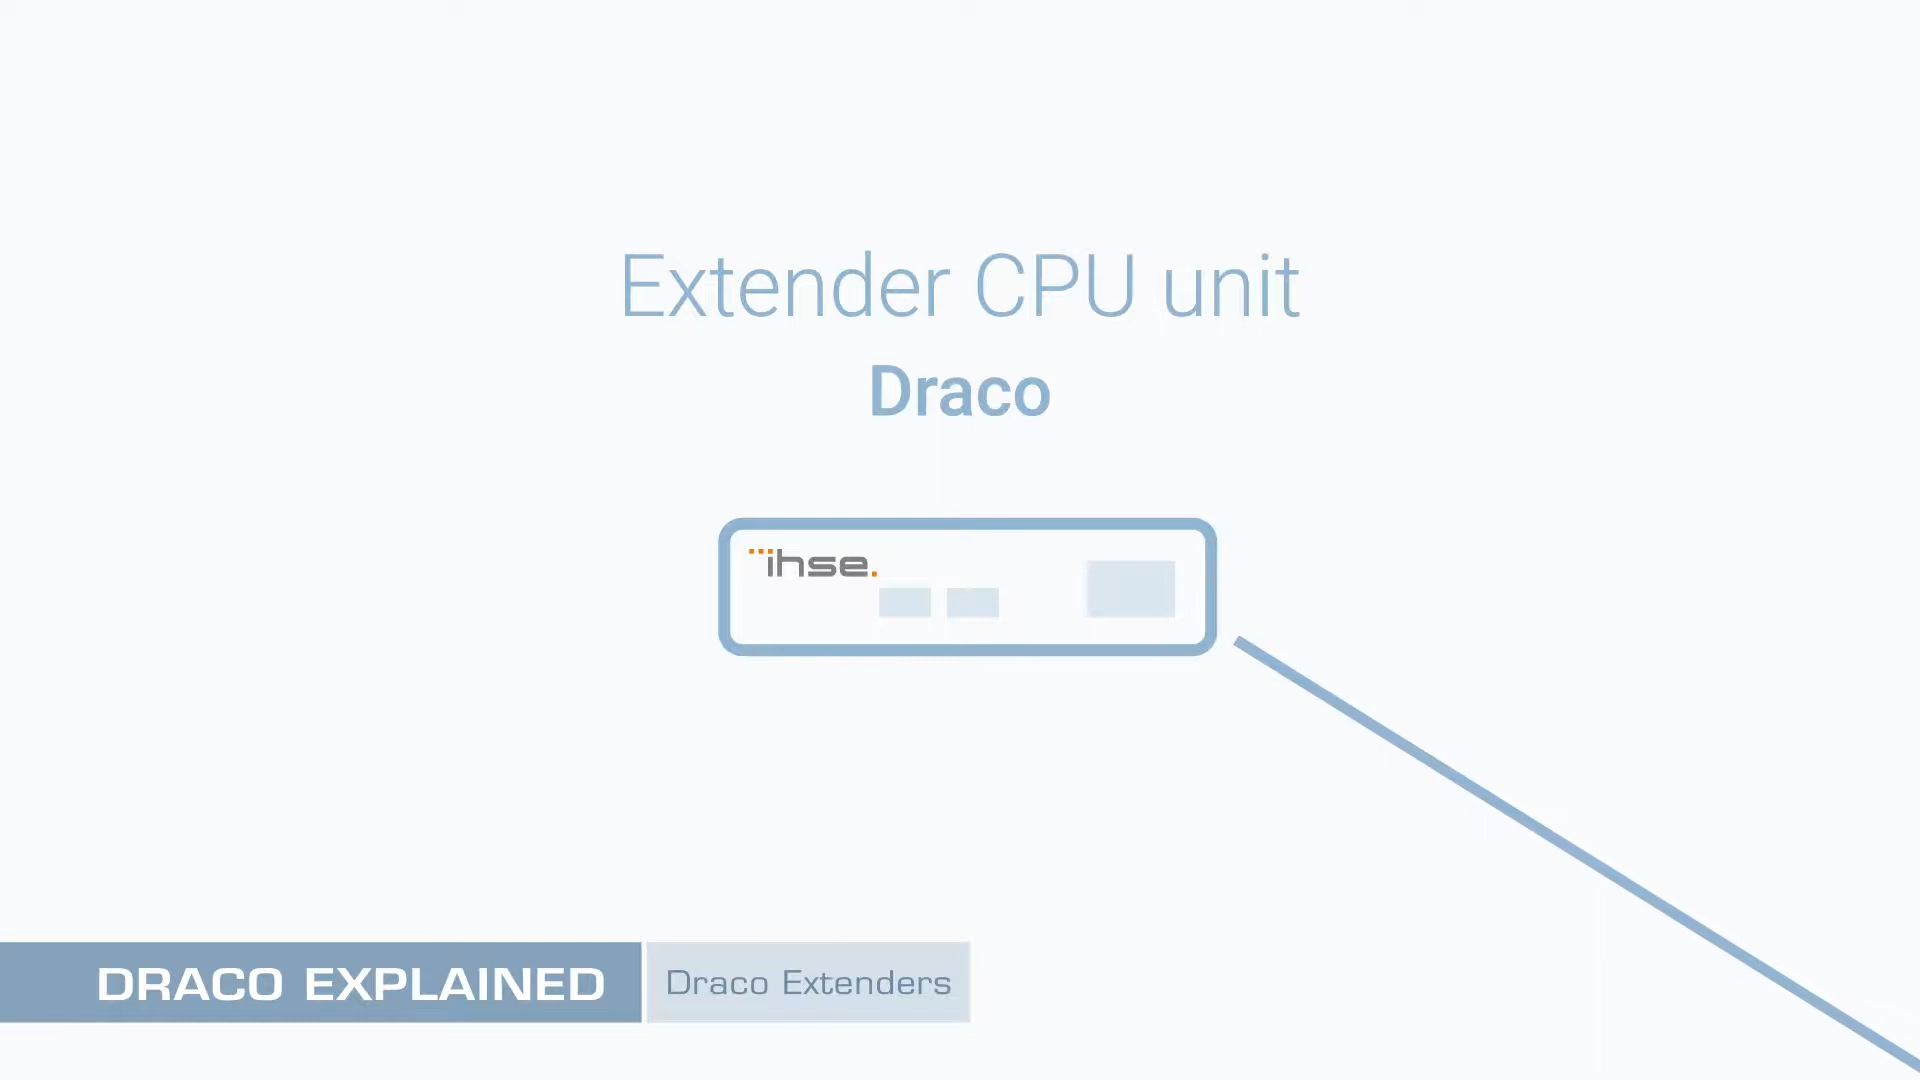 Extender CPU unit
Draco
ihse.
DRACO EXPLAINED
Draco Extenders